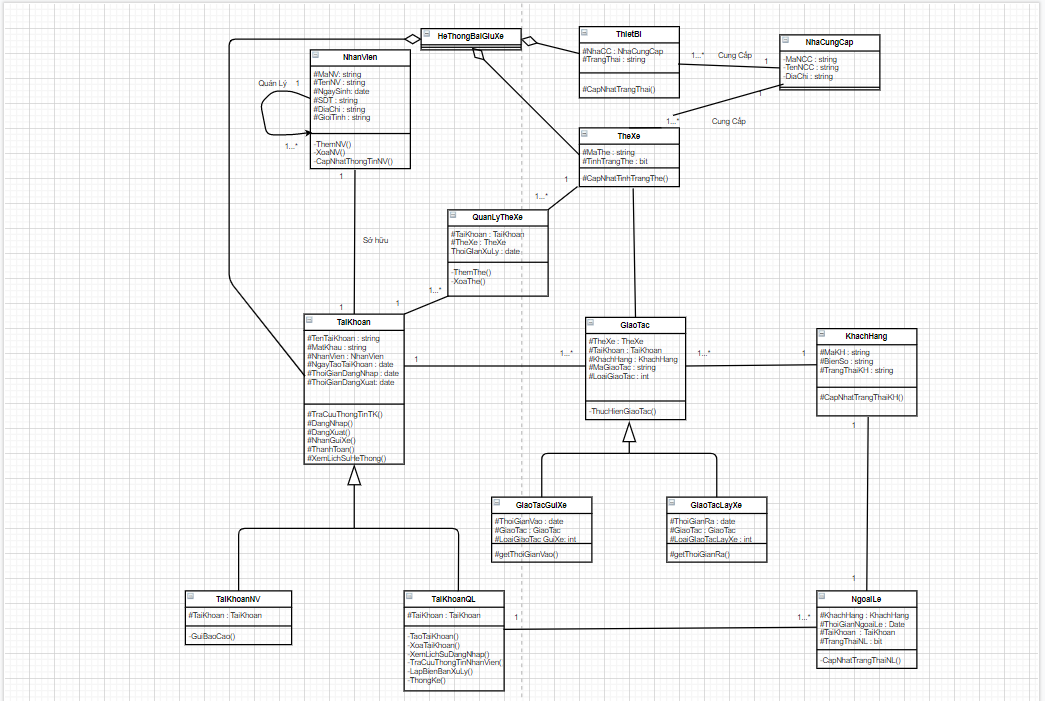 HeThongBaiGiuXe
ThietBi
#NhaCC : NhaCungCap
#TrangThai : string
#CapNhatTrangThai()
1...*
Cung Cấp
1
NhaCungCap
-MaNCC : string
-TenNCC : string
-DiaChi : string
1
1...*
Cung Cấp
NhanVien
#MaNV: string
#TenNV : string
#NgaySinh: date
#SDT : string
#DiaChi : string
#GioiTinh : string
-ThemNV()
-XoaNV()
-CapNhatThongTinNV()
Quản Lý
1
1...*
1
Sở hữu
1
TheXe
#MaThe : string
#TinhTrangThe : bit
#CapNhatTinhTrangThe()
1
1...*
QuanLyTheXe
#TaiKhoan : TaiKhoan
#TheXe : TheXe
ThoiGianXuLy : date
-ThemThe()
-XoaThe()
1...*
1
TaiKhoan
#TenTaiKhoan : string
#MatKhau : string
#NhanVien : NhanVien
#NgayTaoTaiKhoan : date
#ThoiGianDangNhap : date
#ThoiGianDangXuat: date
#TraCuuThongTinTK()
#DangNhap()
#DangXuat()
#NhanGuiXe()
#ThanhToan()
#XemLichSuHeThong()
1
1...*
GiaoTac
#TheXe : TheXe
#TaiKhoan : TaiKhoan
#KhachHang : KhachHang
#MaGiaoTac : string
#LoaiGiaoTac : int
-ThucHienGiaoTac()
1...*
1
KhachHang
#MaKH : string
#BienSo : string
#TrangThaiKH : string
#CapNhatTrangThaiKH()
1
1
GiaoTacGuiXe
#ThoiGianVao : date
#GiaoTac : GiaoTac
#LoaiGiaoTac GuiXe: int
#getThoiGianVao()
GiaoTacLayXe
#ThoiGianRa : date
#GiaoTac : GiaoTac
#LoaiGiaoTacLayXe : int
#getThoiGianRa()
TaiKhoanNV
#TaiKhoan : TaiKhoan
-GuiBaoCao()
TaiKhoanQL
#TaiKhoan : TaiKhoan
-TaoTaiKhoan()
-XoaTaiKhoan()
-XemLichSuDangNhap()
-TraCuuThongTinNhanVien()
-LapBienBanXuLy()
-ThongKe()
1
1...*
NgoaiLe
#KhachHang : KhachHang
#ThoiGianNgoaiLe : Date
#TaiKhoan : TaiKhoan
#TrangThaiNL : bit
-CapNhatTrangThaiNL()